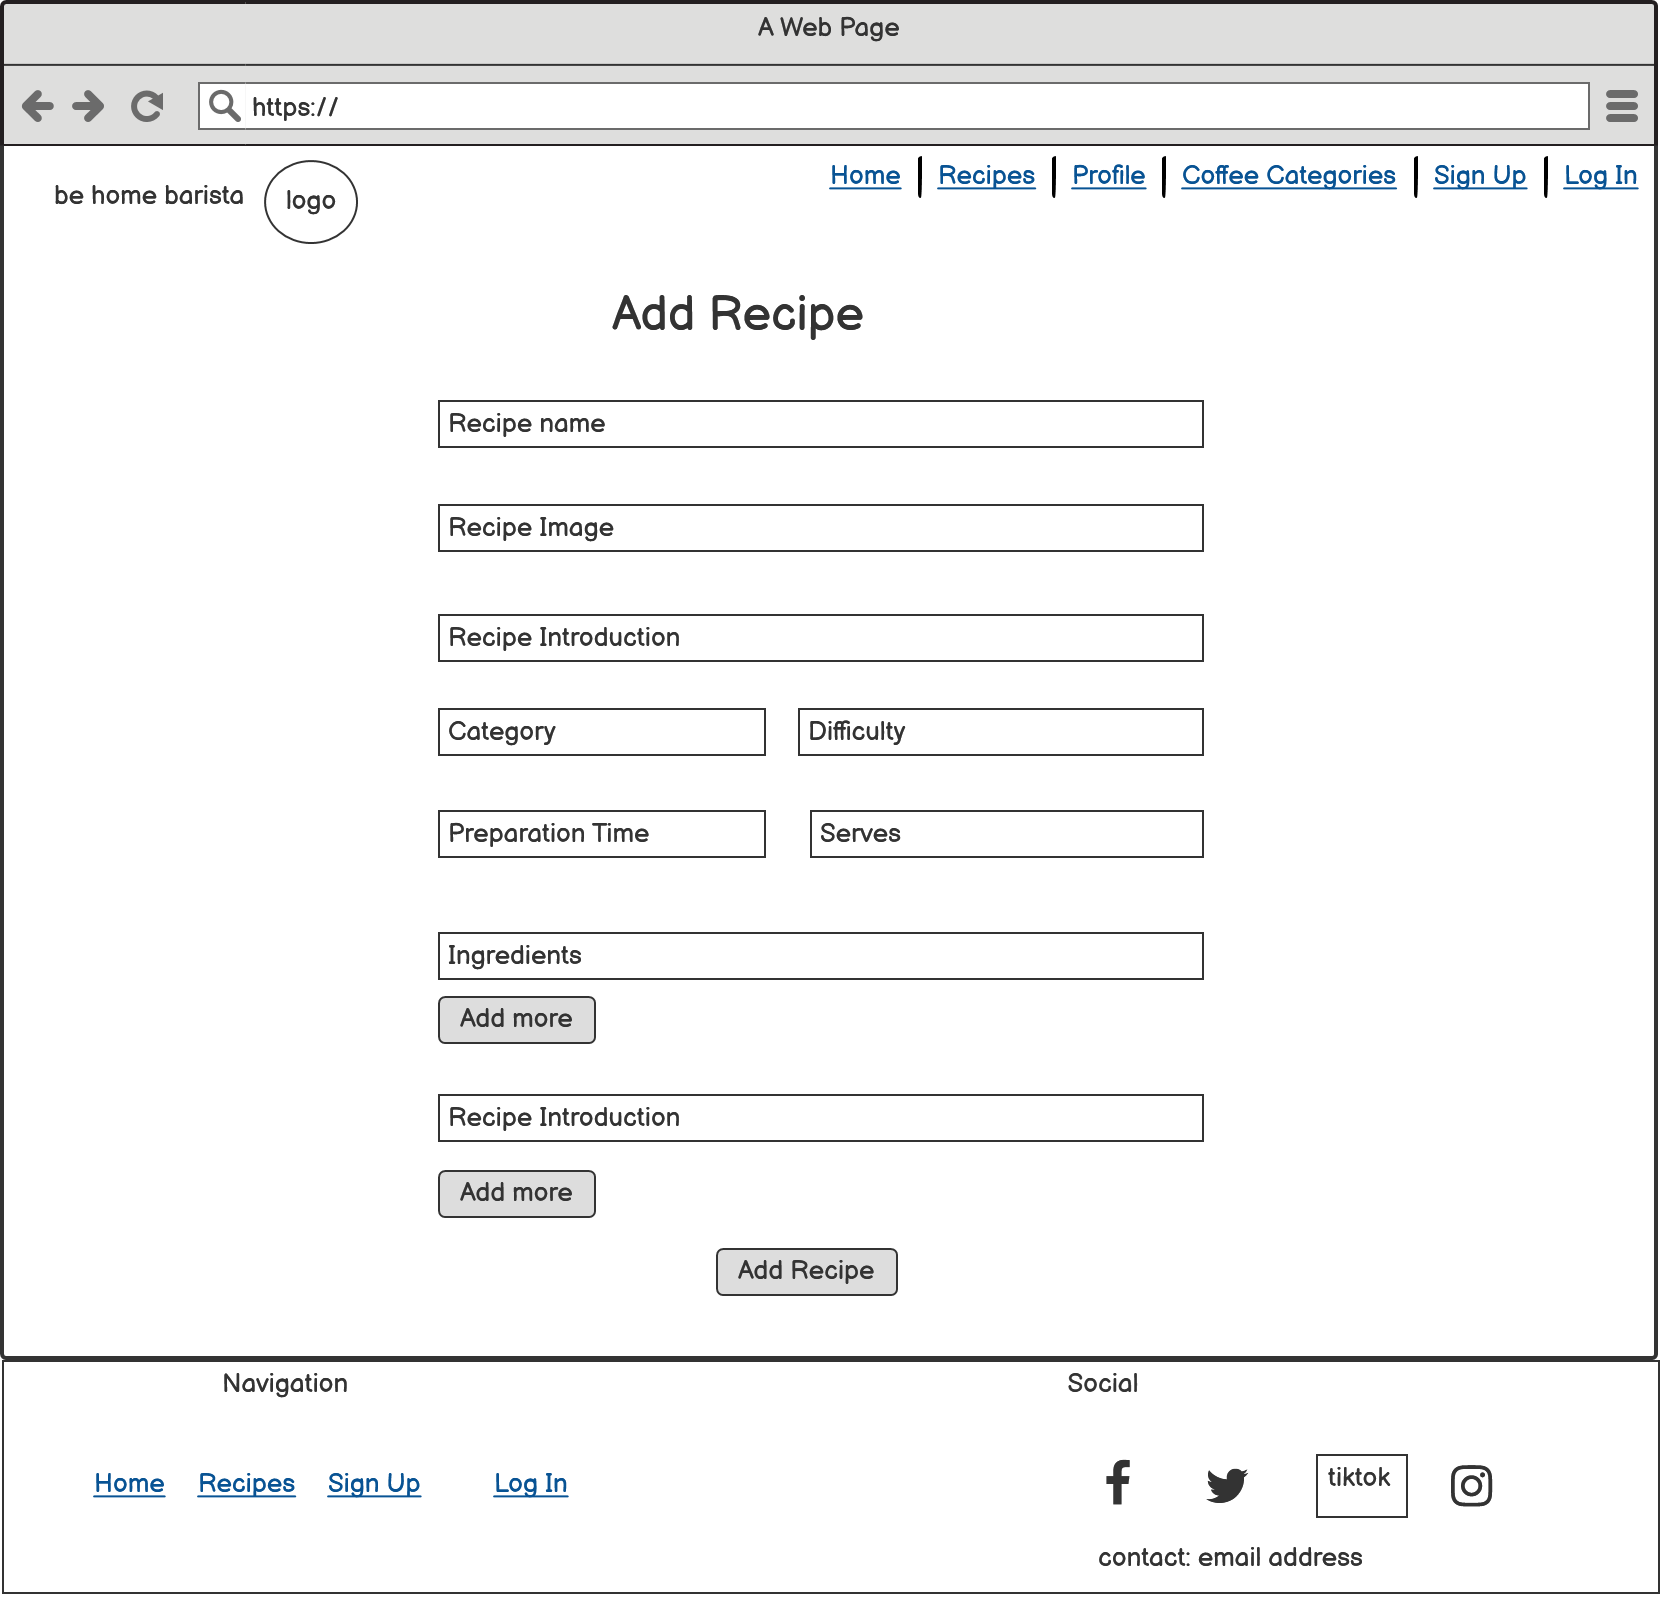 A Web Page
https://
be home barista
logo
Home
Recipes
Profile
Coffee Categories
Sign Up
Log In
Add Recipe
Recipe name
Recipe Image
Recipe Introduction
Category
Difficulty
Preparation Time
Serves
Ingredients
Add more
Recipe Introduction
Add more
Add Recipe
Navigation
Home
Recipes
Sign Up
Log In
Social
tiktok
contact: email address